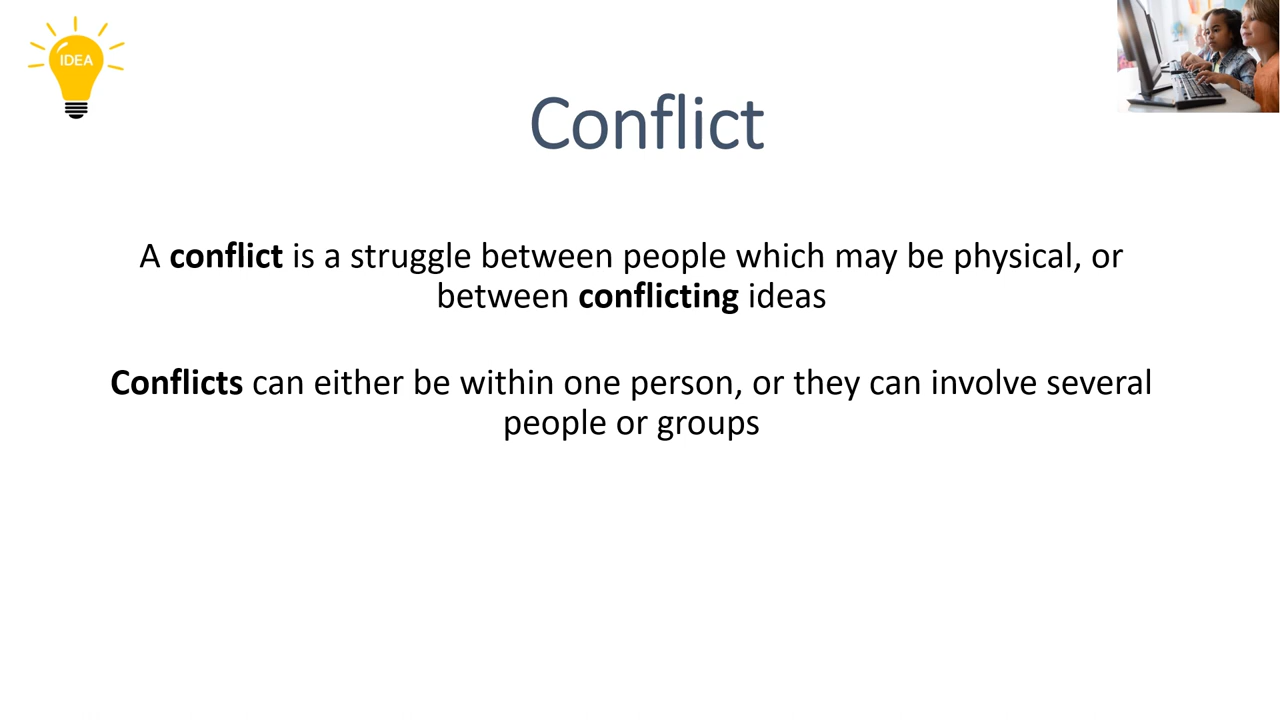 IDEA
Conflict
A conflict is a struggle between people which may be physical, or
between conflicting ideas
Conflicts can either be within one person, or they can involve several
people or groups